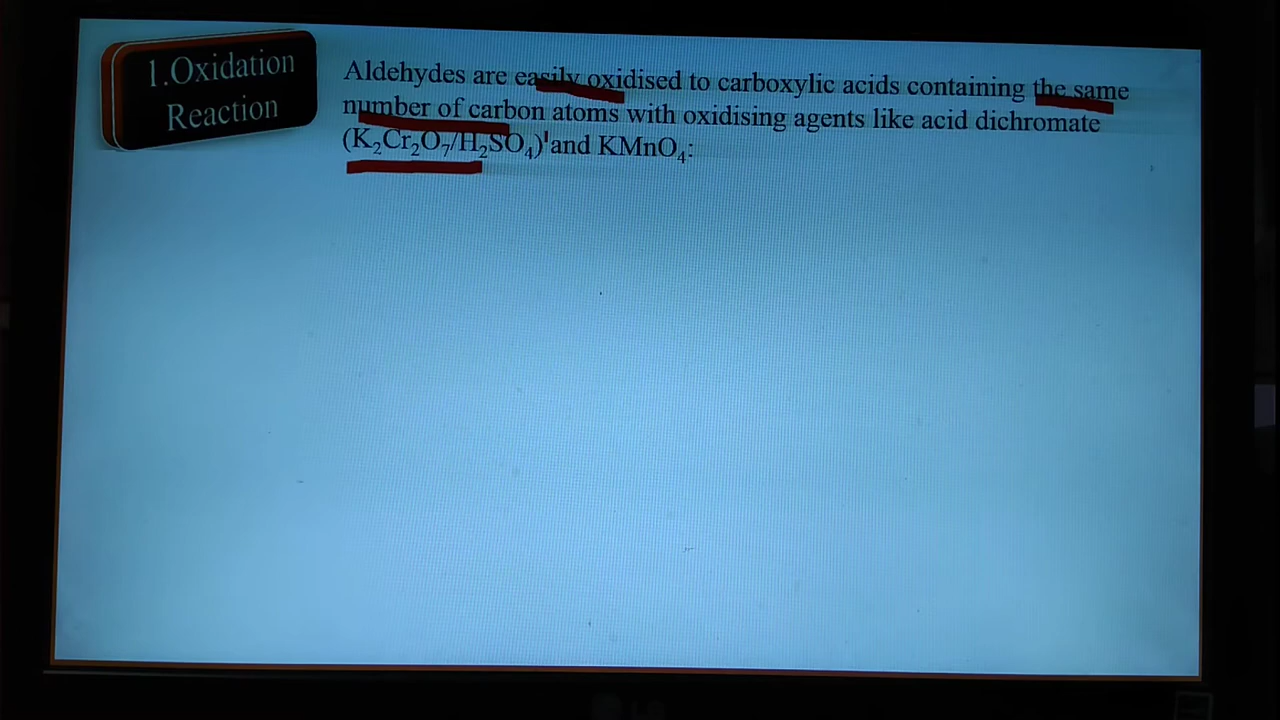 1.Oxidation
Reaction
Aldehydes are easily oxidised to carboxylic acids containing the same
number of carbon atoms with oxidising agents like acid dichromate
(K₂Cr₂O₇/H₂SO₄)'and KMnO₄: